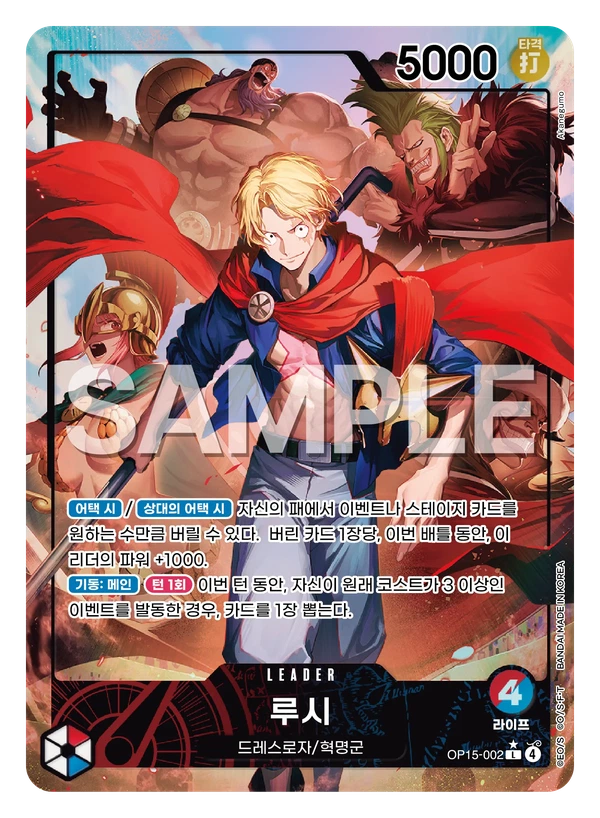 5000
타격
打
Akanegumo
SAMPLE
어택 시 / 상대의 어택 시 자신의 패에서 이벤트나 스테이지 카드를
원하는 수만큼 버릴 수 있다. 버린 카드 1장당, 이번 배틀 동안, 이
리더의 파워 +1000.
기동: 메인 턴 1회 이번 턴 동안, 자신이 원래 코스트가 3 이상인
이벤트를 발동한 경우, 카드를 1장 뽑는다.
LEADER
루시
드레스로자/혁명군
4
라이프
OP15-002 L 4
©E.O/S ©O/S·F·T BANDAI MADE IN KOREA